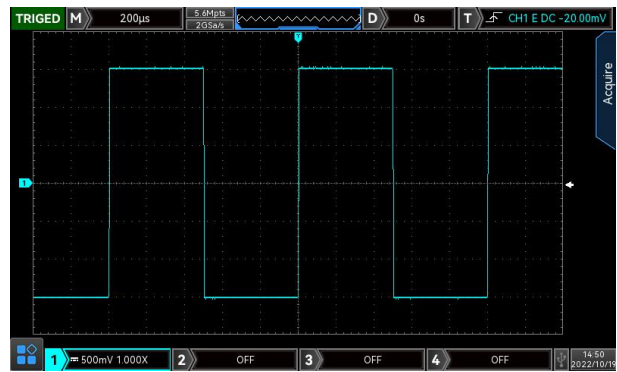 TRIGED M 200μs 5.6Mpts D 0s T CH1 E DC -20.00mV
2GSa/s
T
Acquire
1
1 500mV 1.000X 2 OFF 3 OFF 4 OFF 14:50
2022/10/19